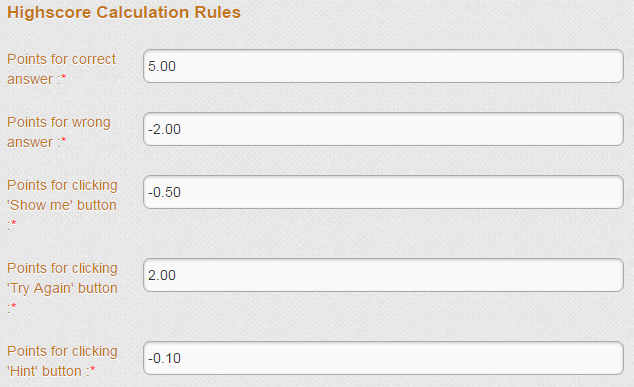 Highscore Calculation Rules
Points for correct
answer :*
5.00
Points for wrong
answer :*
-2.00
Points for clicking
'Show me' button
:*
-0.50
Points for clicking
'Try Again' button
:*
2.00
Points for clicking
'Hint' button :*
-0.10